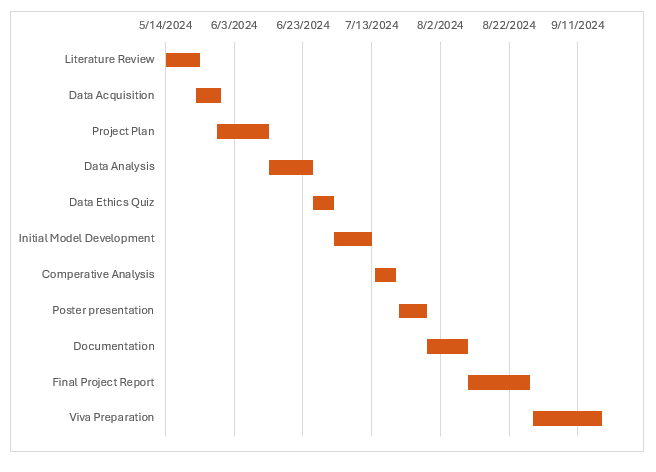 5/14/2024 6/3/2024 6/23/2024 7/13/2024 8/2/2024 8/22/2024 9/11/2024
Literature Review
Data Acquisition
Project Plan
Data Analysis
Data Ethics Quiz
Initial Model Development
Comperative Analysis
Poster presentation
Documentation
Final Project Report
Viva Preparation